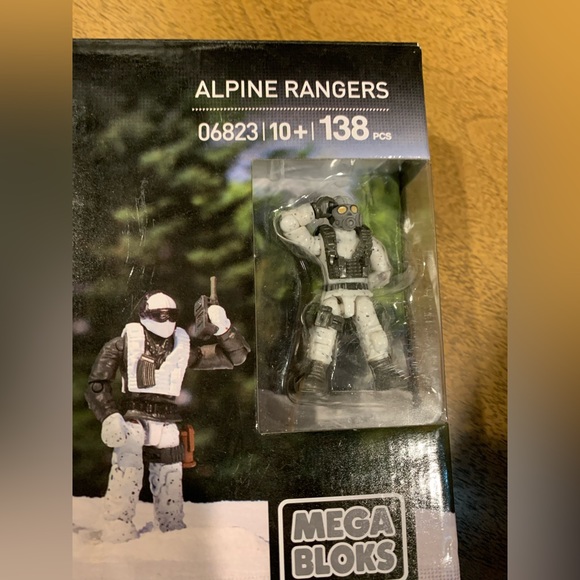 ALPINE RANGERS
06823 | 10+ | 138 PCS
MEGA
BLOKS